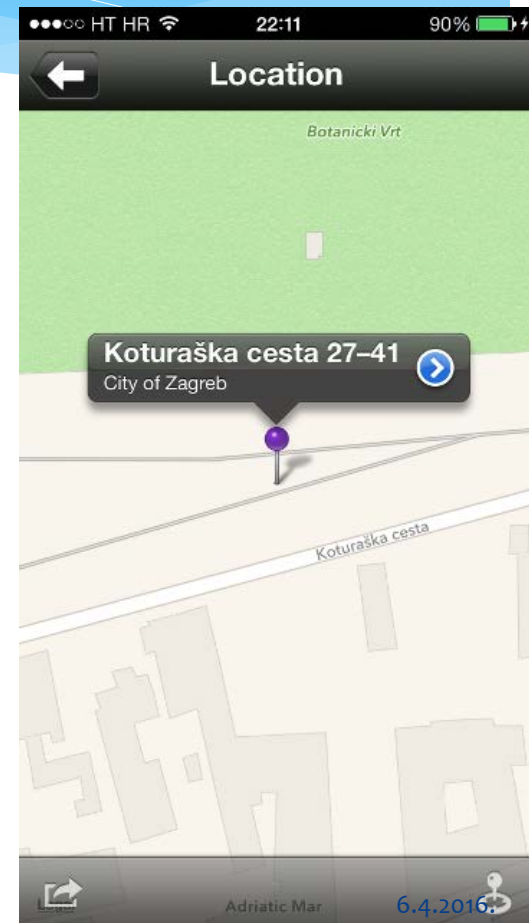 HT HR 22:11 90%
Location
Botanicki Vrt
Koturaška cesta 27–41
City of Zagreb
Koturaška cesta
Legal
Adriatic Mar
6.4.2016.